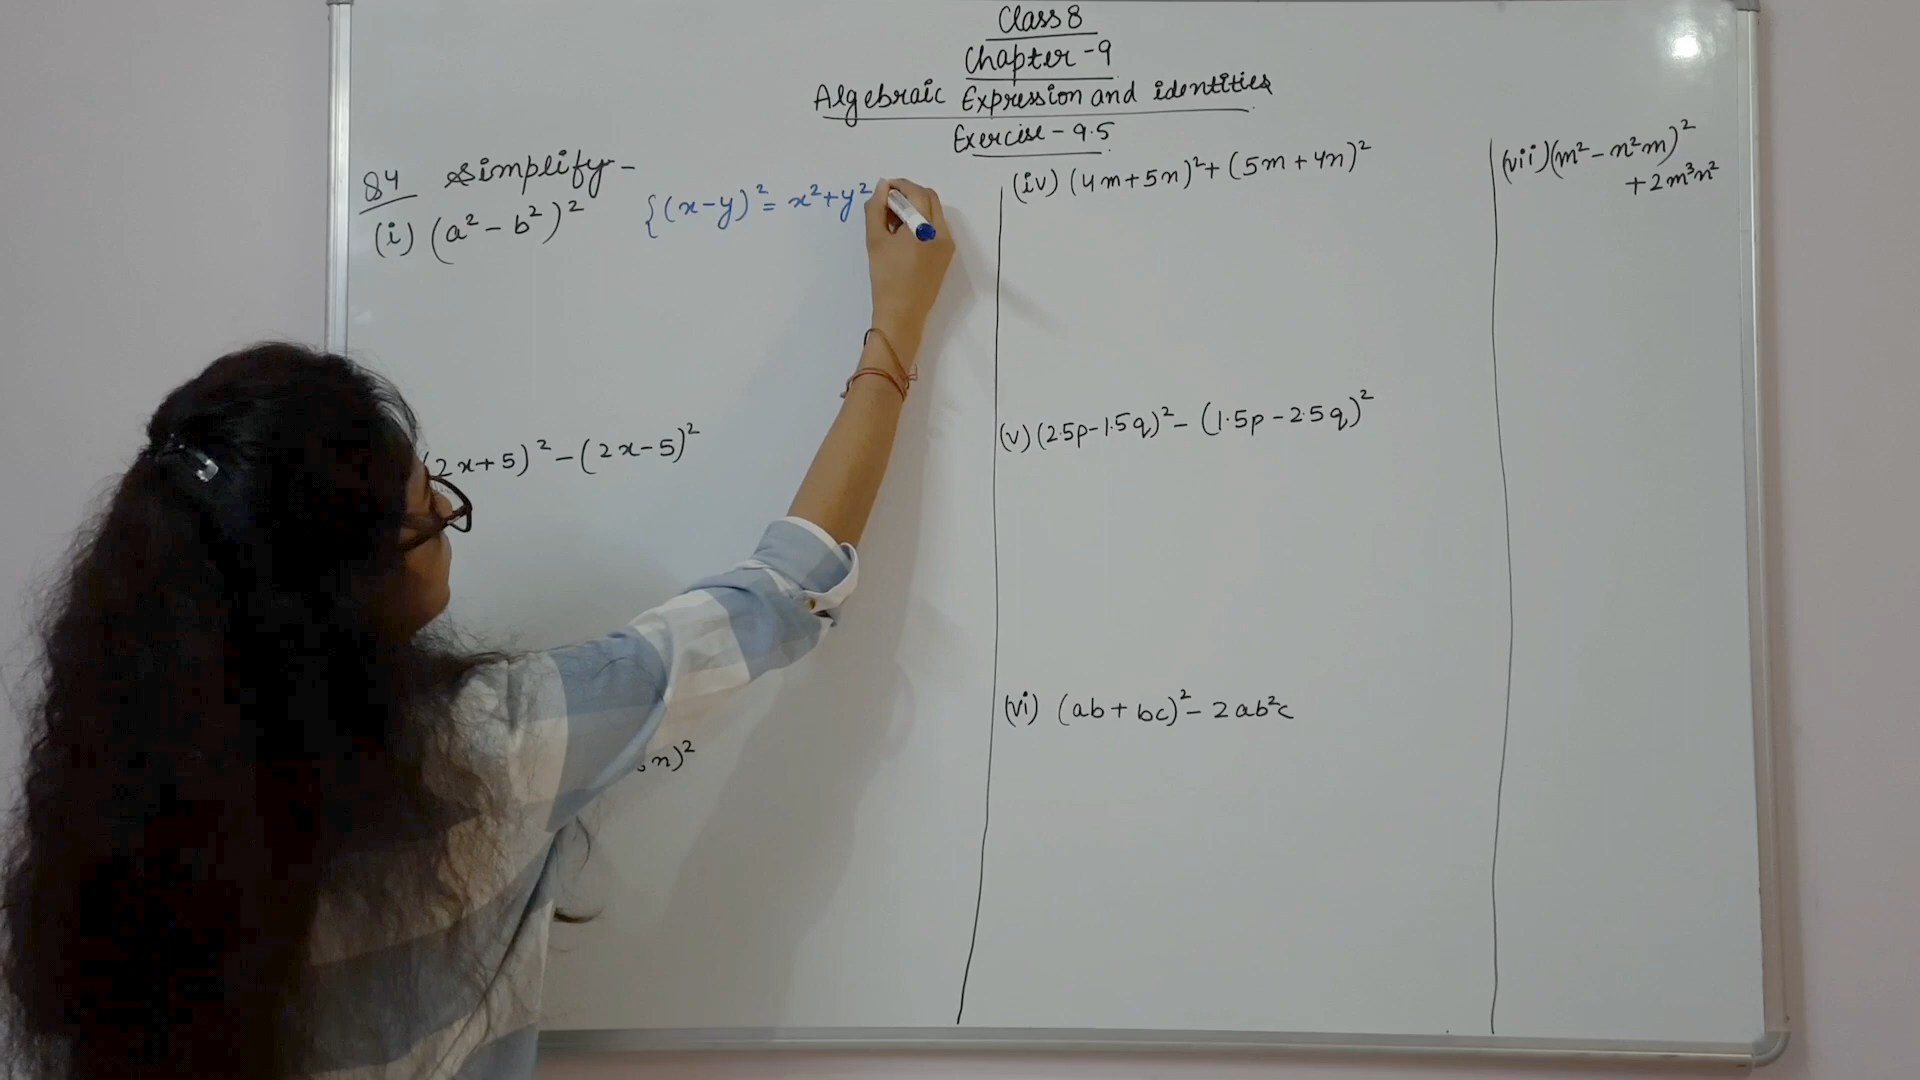 Class 8
Chapter-9
Algebraic Expression and identities
Exercise-9.5
Q4 Simplify-
(i) (a² - b²)² {(x-y)² = x²+y²
(2x+5)² - (2x-5)²
n)²
(iv) (4m+5n)² + (5m+4n)²
(v) (2.5p-1.5q)² - (1.5p-2.5q)²
(vi) (ab+bc)² - 2ab²c
(vii) (m² - n²m)²
+2m³n²